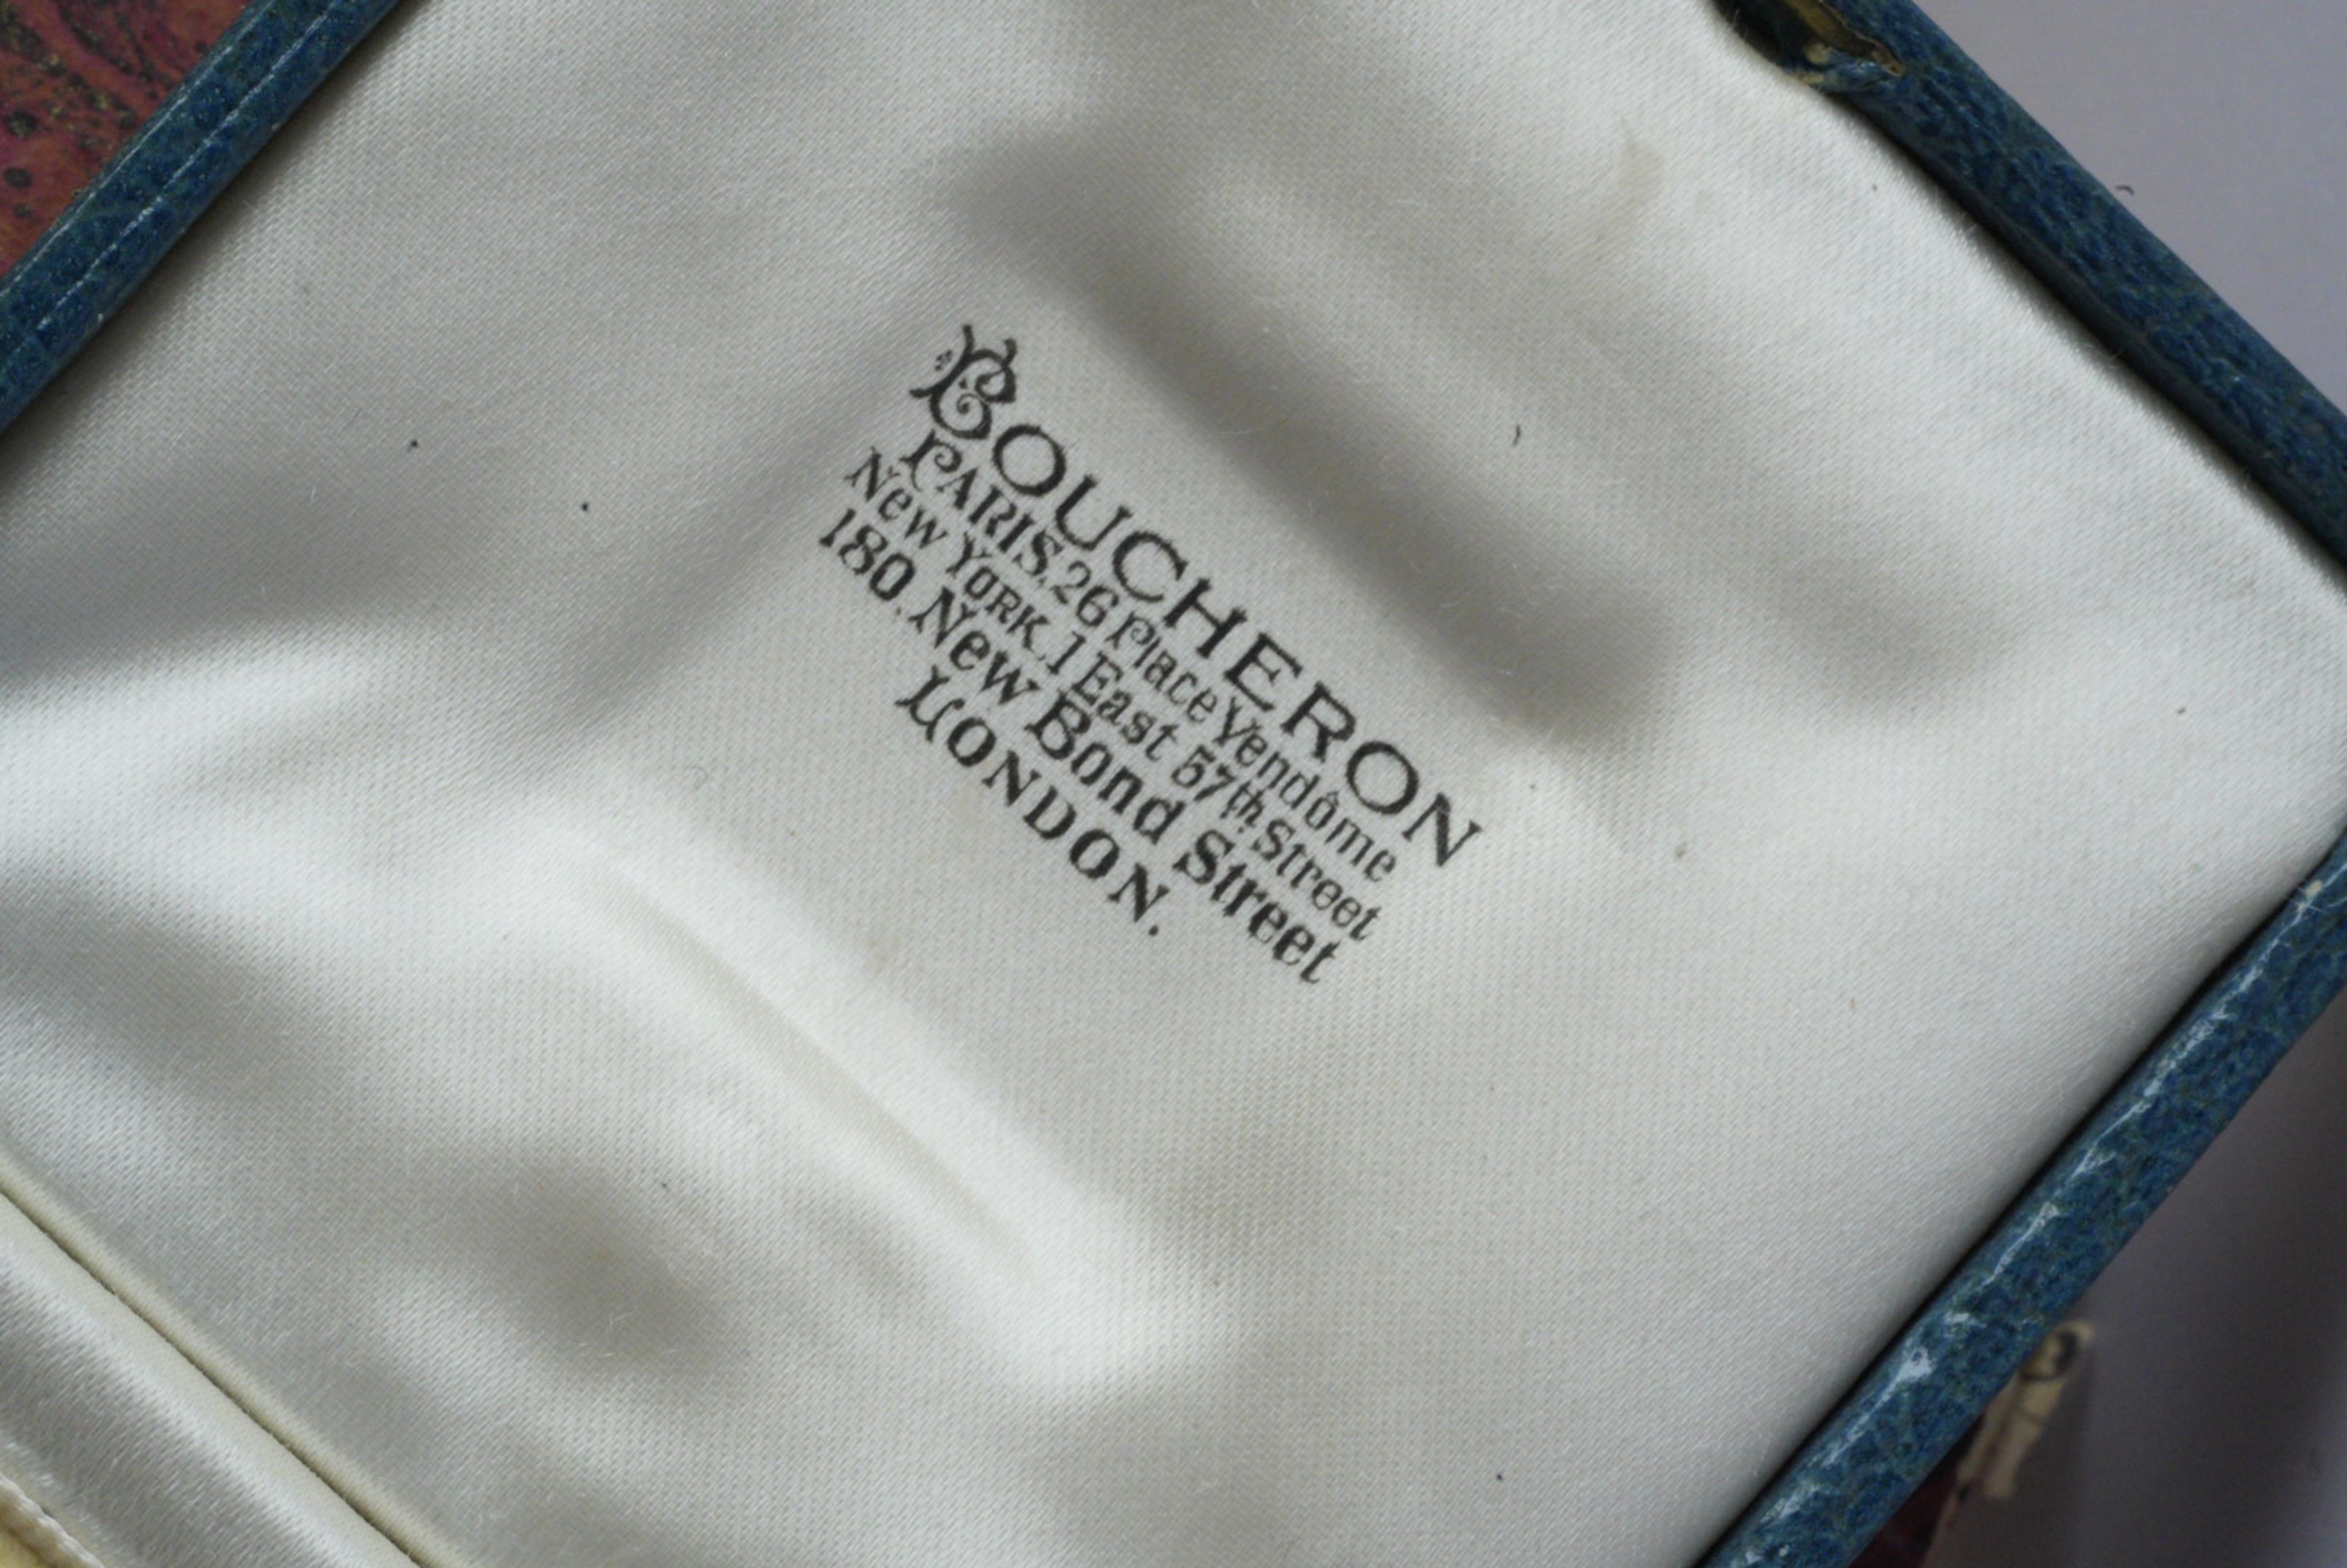 BOUCHERON
PARIS, 26 Place Vendôme
New York. 1 East 57th. Street
180. New Bond Street
LONDON.